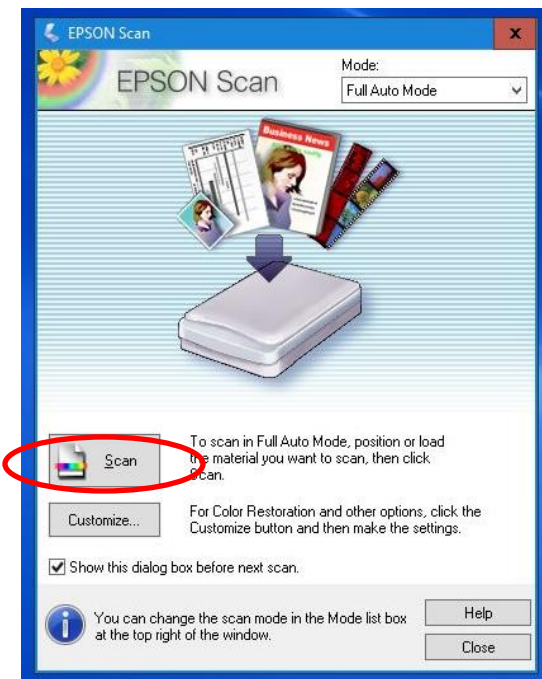 EPSON Scan
x
EPSON Scan
Mode:
Full Auto Mode
Business News
Scan
To scan in Full Auto Mode, position or load
the material you want to scan, then click
Scan.
Customize...
For Color Restoration and other options, click the
Customize button and then make the settings.
Show this dialog box before next scan.
You can change the scan mode in the Mode list box
at the top right of the window.
Help
Close